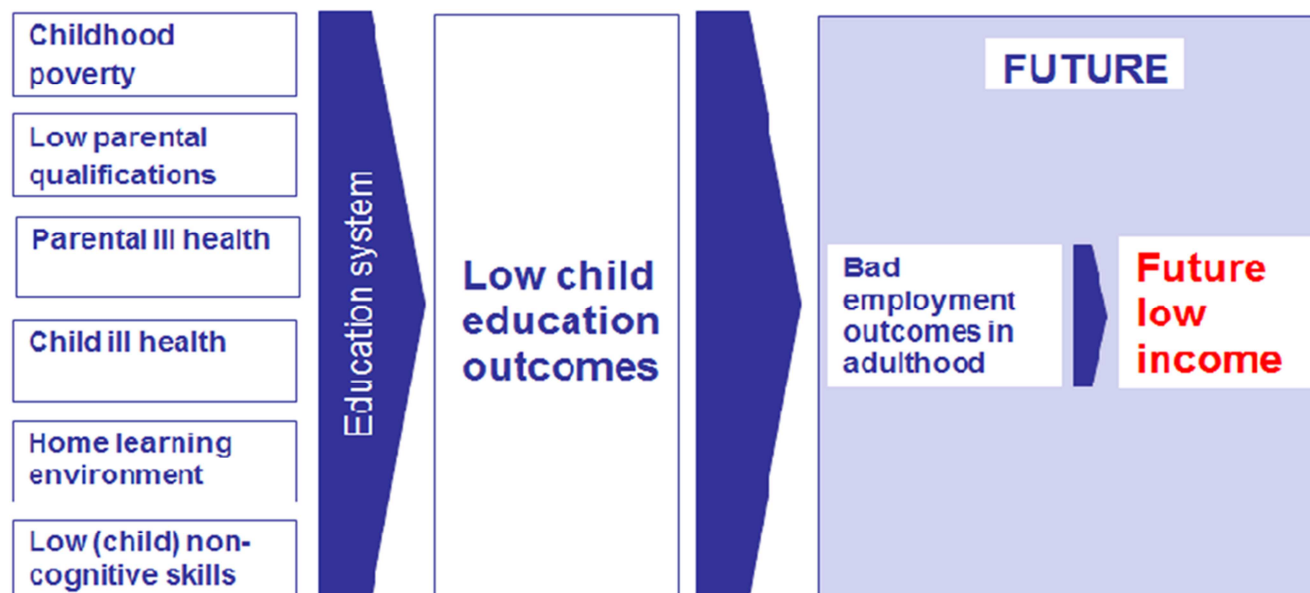 Childhood
poverty
Low parental
qualifications
Parental Ill health
Child ill health
Home learning
environment
Low (child) non-
cognitive skills
Education system
Low child
education
outcomes
FUTURE
Bad
employment
outcomes in
adulthood
Future
low
income